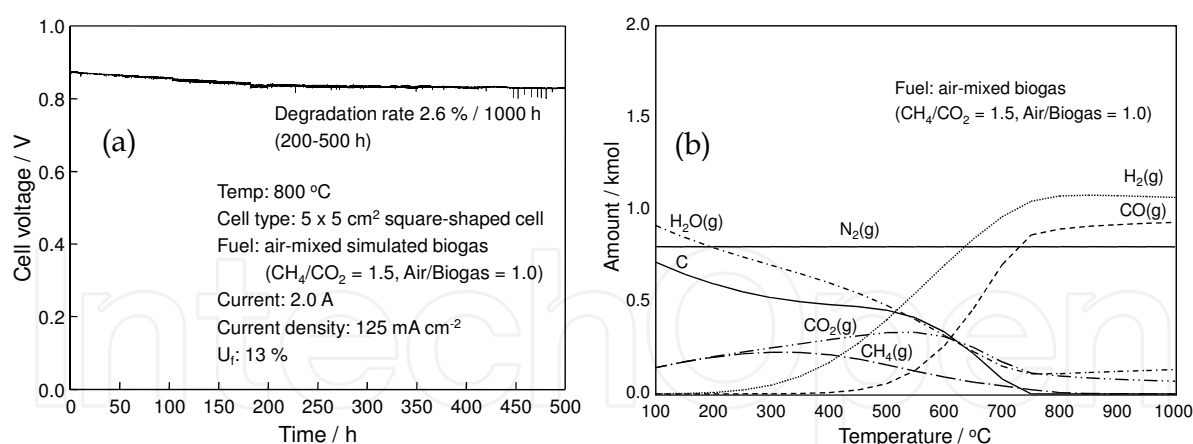 1.0
0.8
0.6
0.4
0.2
0.0
Cell voltage / V
0 50 100 150 200 250 300 350 400 450 500
Time / h
(a)
Degradation rate 2.6 % / 1000 h
(200-500 h)
Temp: 800 °C
Cell type: 5 x 5 cm² square-shaped cell
Fuel: air-mixed simulated biogas
(CH₄/CO₂ = 1.5, Air/Biogas = 1.0)
Current: 2.0 A
Current density: 125 mA cm⁻²
U_f: 13 %
2.0
1.5
1.0
0.5
0.0
Amount / kmol
100 200 300 400 500 600 700 800 900 1000
Temperature / °C
Fuel: air-mixed biogas
(CH₄/CO₂ = 1.5, Air/Biogas = 1.0)
(b)
H₂(g)
CO(g)
H₂O(g)
N₂(g)
C
CO₂(g)
CH₄(g)
IntechOpen